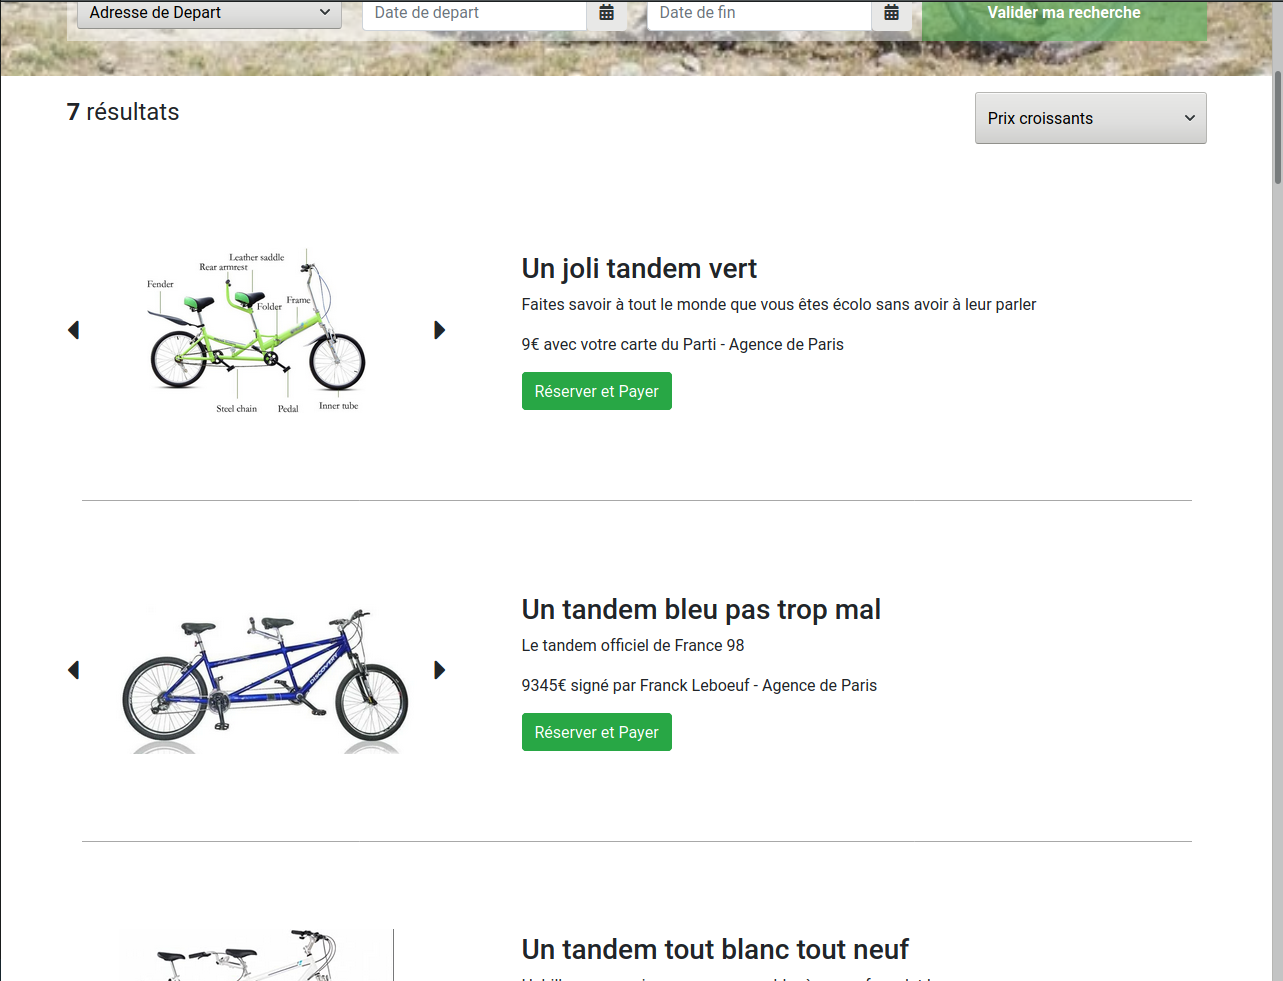 Adresse de Depart
Date de depart
Date de fin
Valider ma recherche
7 résultats
Prix croissants
Leather saddle
Rear armrest
Fender
Folder
Frame
Steel chain
Pedal
Inner tube
Un joli tandem vert
Faites savoir à tout le monde que vous êtes écolo sans avoir à leur parler
9€ avec votre carte du Parti - Agence de Paris
Réserver et Payer
Un tandem bleu pas trop mal
Le tandem officiel de France 98
9345€ signé par Franck Leboeuf - Agence de Paris
Réserver et Payer
Un tandem tout blanc tout neuf